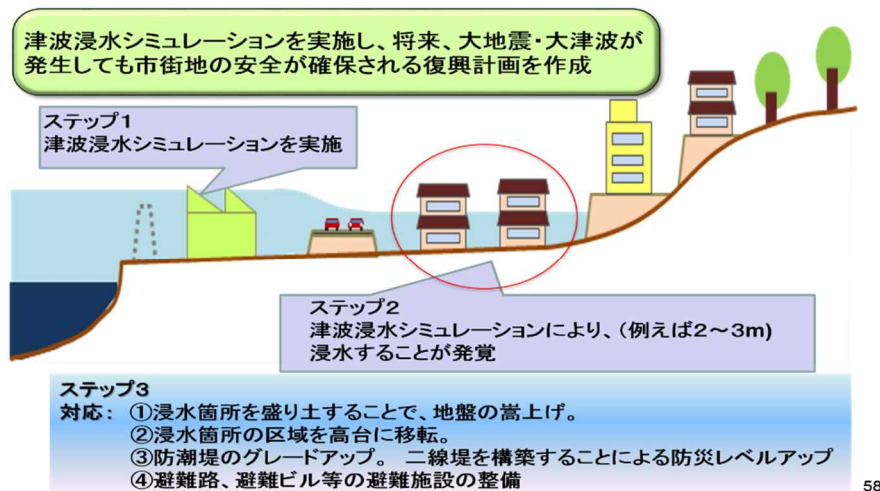 津波浸水シミュレーションを実施し、将来、大地震・大津波が
発生しても市街地の安全が確保される復興計画を作成
ステップ1
津波浸水シミュレーションを実施
ステップ2
津波浸水シミュレーションにより、(例えば2～3m)
浸水することが発覚
ステップ3
対応： ①浸水箇所を盛り土することで、地盤の嵩上げ。
②浸水箇所の区域を高台に移転。
③防潮堤のグレードアップ。 二線堤を構築することによる防災レベルアップ
④避難路、避難ビル等の避難施設の整備
58